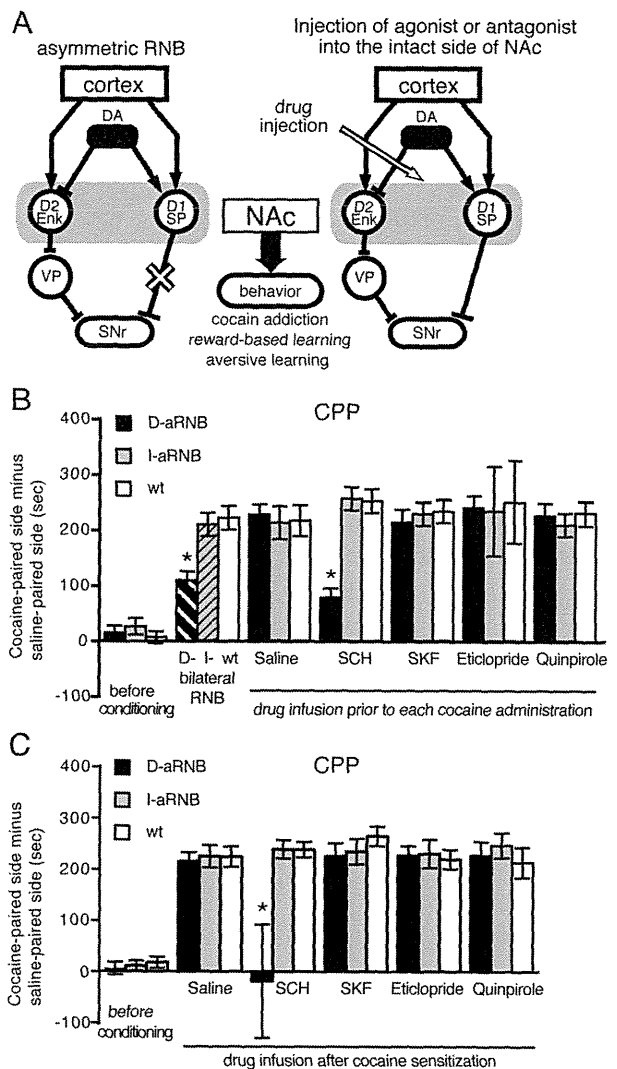 A
asymmetric RNB
Injection of agonist or antagonist
into the intact side of NAc
cortex
DA
D2
Enk
D1
SP
VP
SNr
NAc
behavior
cocain addiction
reward-based learning
aversive learning
drug
injection
cortex
DA
D2
Enk
D1
SP
VP
SNr
B
CPP
D-aRNB
I-aRNB
wt
Cocaine-paired side minus
saline-paired side (sec)
400
300
200
100
0
-100
*
*
before
conditioning
D- I- wt
bilateral
RNB
Saline
SCH
SKF
Eticlopride
Quinpirole
drug infusion prior to each cocaine administration
C
CPP
D-aRNB
I-aRNB
wt
Cocaine-paired side minus
saline-paired side (sec)
400
300
200
100
0
-100
*
before
conditioning
Saline
SCH
SKF
Eticlopride
Quinpirole
drug infusion after cocaine sensitization